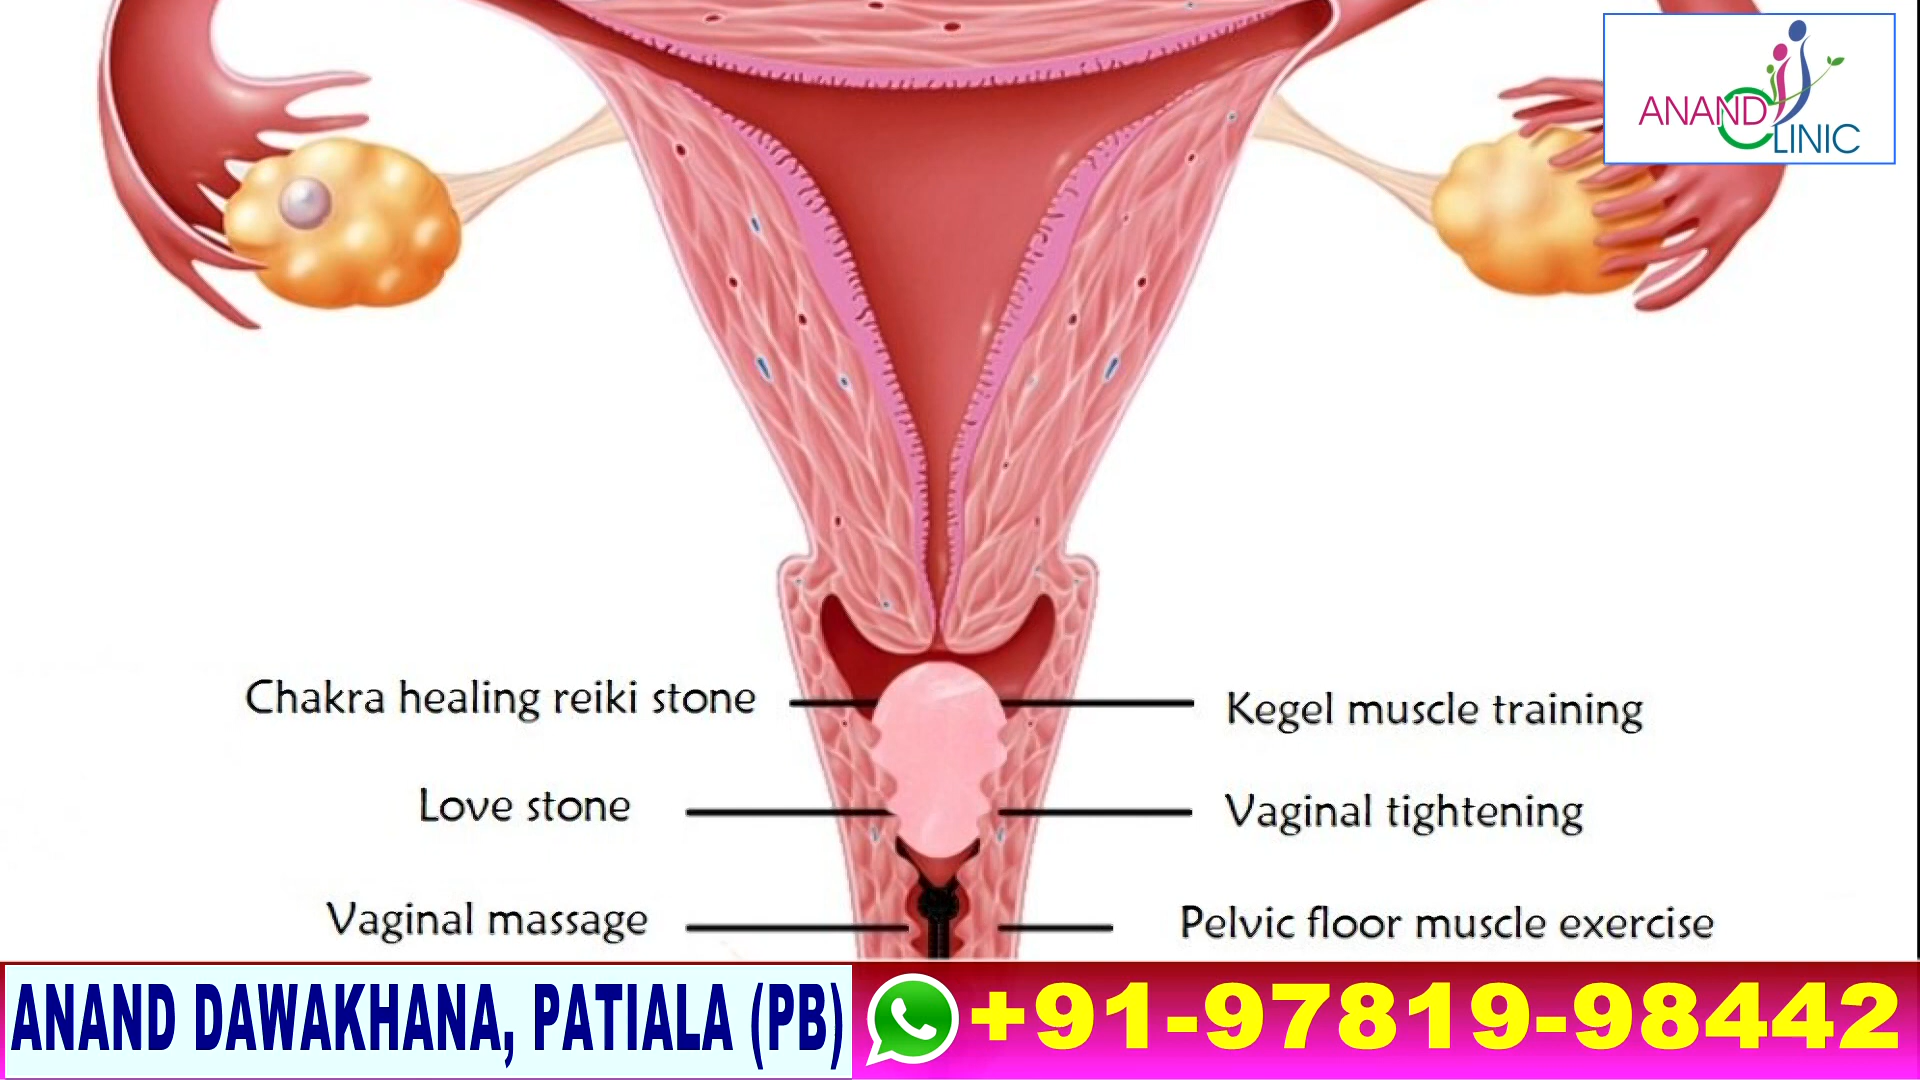 ANAND
CLINIC
Chakra healing reiki stone
Kegel muscle training
Love stone
Vaginal tightening
Vaginal massage
Pelvic floor muscle exercise
ANAND DAWAKHANA, PATIALA (PB)
+91-97819-98442